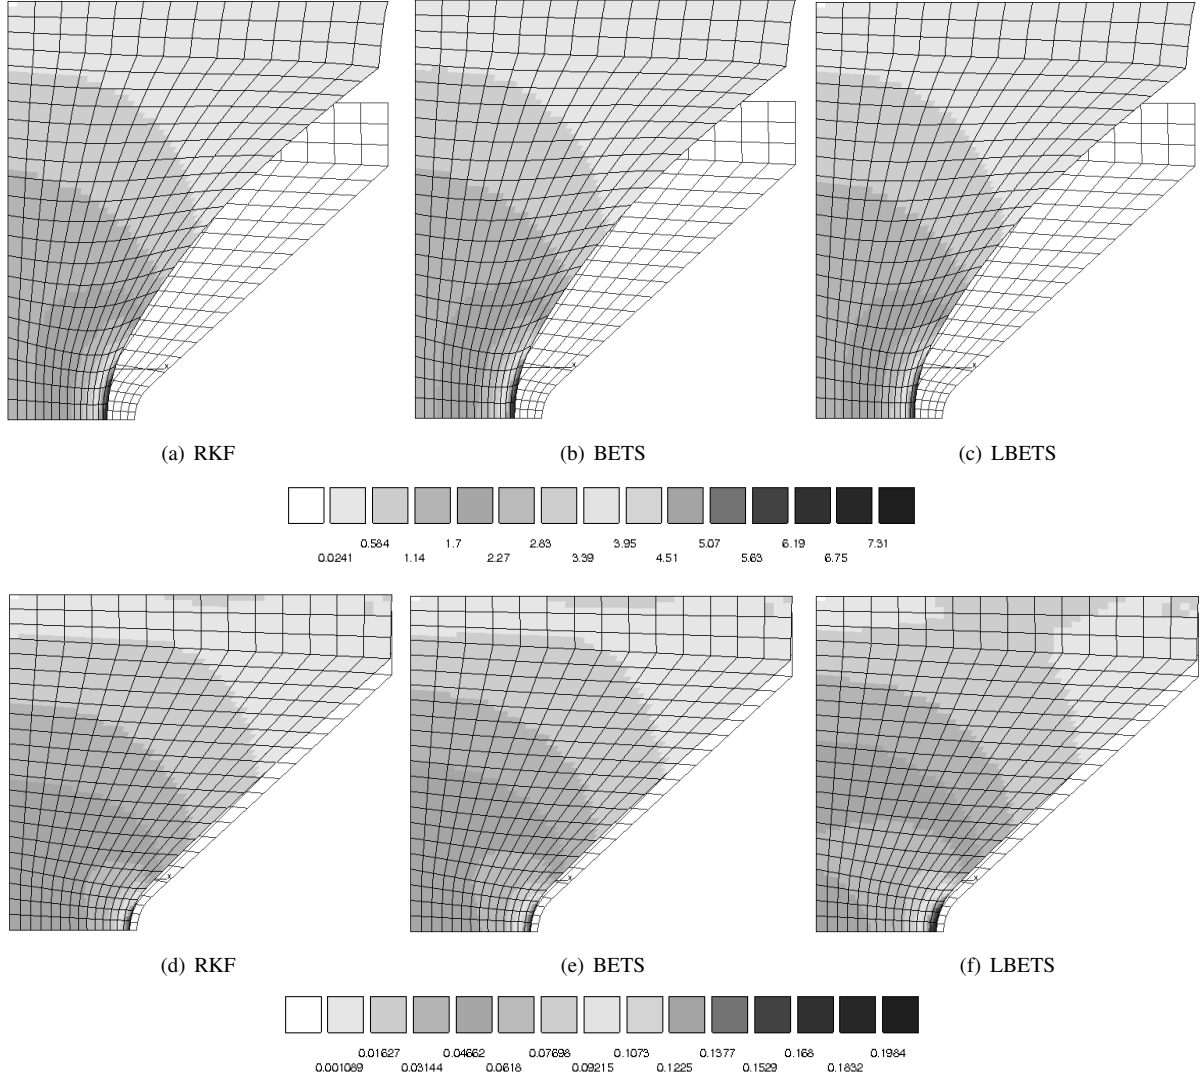 (a) RKF
(b) BETS
(c) LBETS
0.584 1.7 2.83 3.95 5.07 6.19 7.31
0.0241 1.14 2.27 3.39 4.51 5.63 6.75
(d) RKF
(e) BETS
(f) LBETS
0.01627 0.04662 0.07698 0.1073 0.1377 0.168 0.1984
0.001089 0.03144 0.0618 0.09215 0.1225 0.1529 0.1832